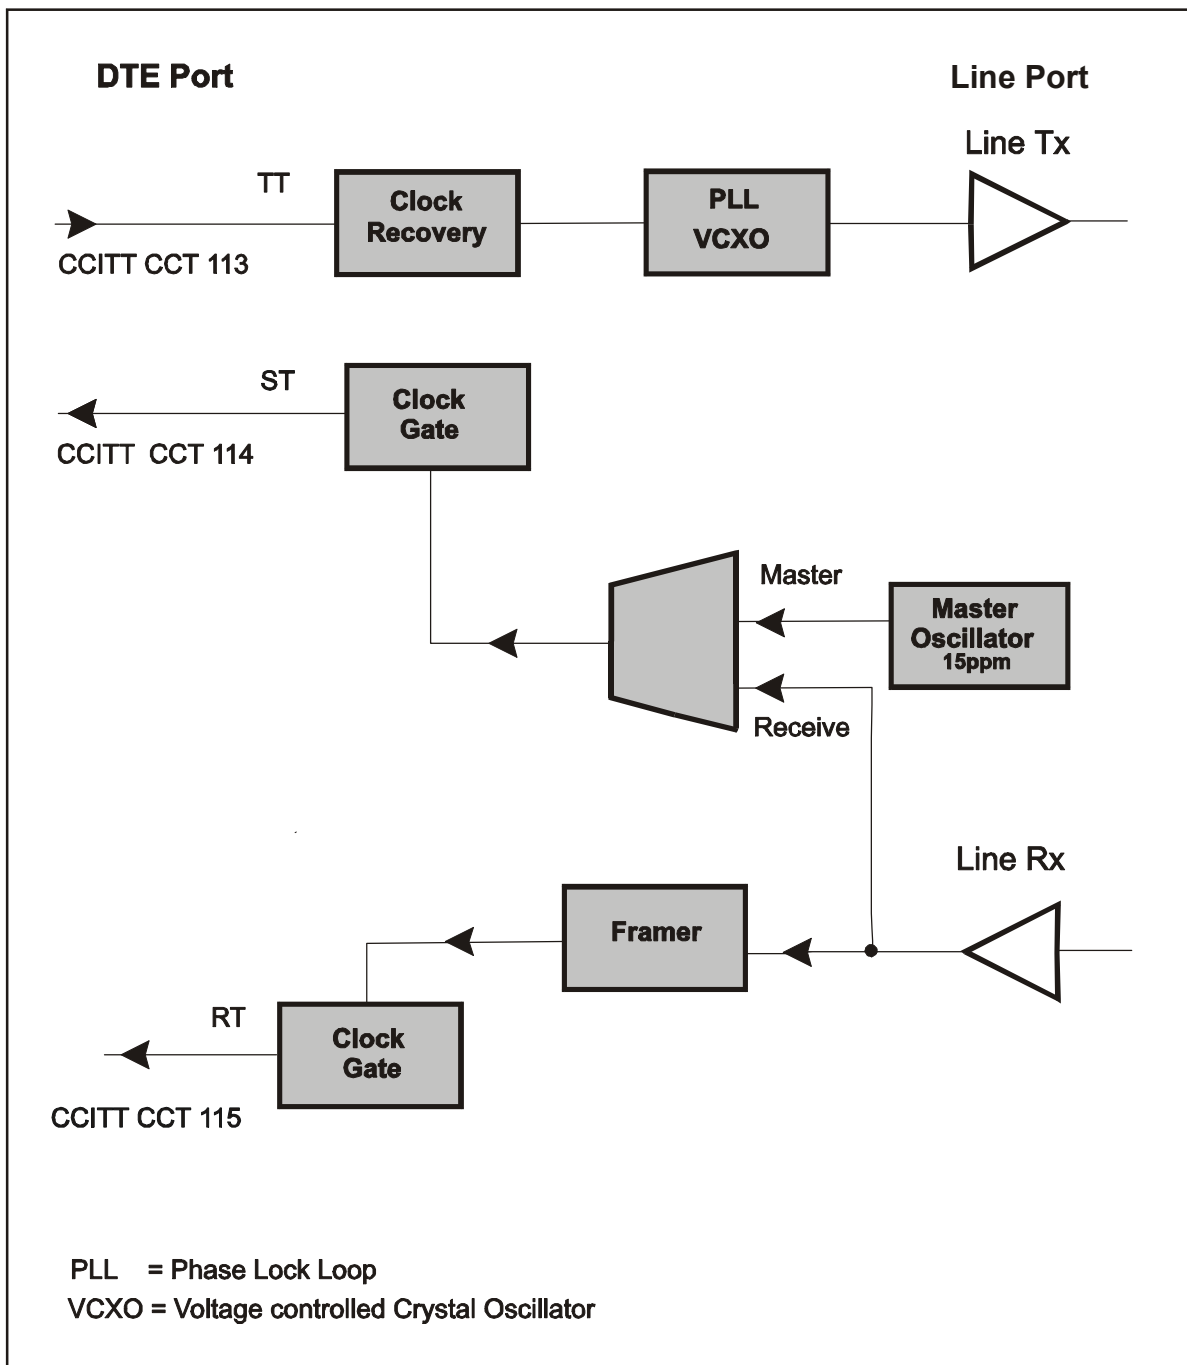 DTE Port
Line Port
Line Tx
TT
Clock
Recovery
PLL
VCXO
CCITT CCT 113
ST
Clock
Gate
CCITT CCT 114
Master
Master
Oscillator
15ppm
Receive
Line Rx
Framer
RT
Clock
Gate
CCITT CCT 115
PLL = Phase Lock Loop
VCXO = Voltage controlled Crystal Oscillator